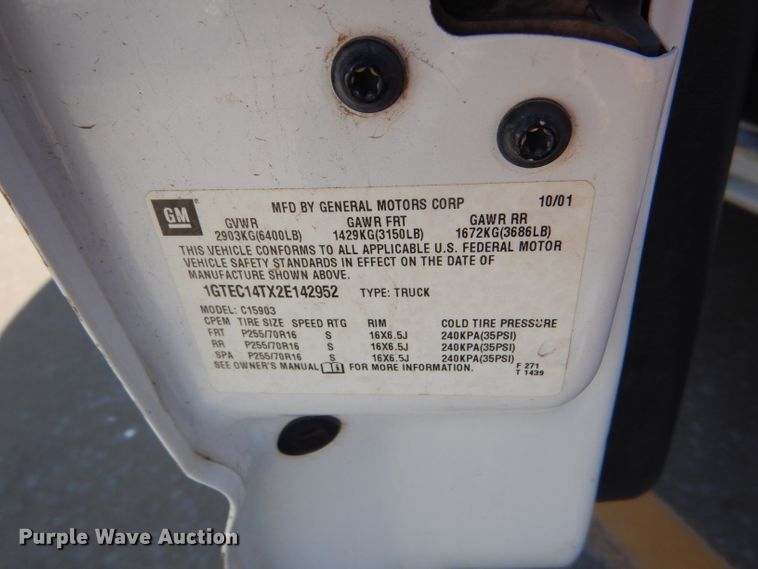 GM
MFD BY GENERAL MOTORS CORP 10/01
GVWR GAWR FRT GAWR RR
2903KG(6400LB) 1429KG(3150LB) 1672KG(3686LB)
THIS VEHICLE CONFORMS TO ALL APPLICABLE U.S. FEDERAL MOTOR
VEHICLE SAFETY STANDARDS IN EFFECT ON THE DATE OF
MANUFACTURE SHOWN ABOVE.
1GTEC14TX2E142952 TYPE: TRUCK
MODEL: C15903
CPEM TIRE SIZE SPEED RTG RIM COLD TIRE PRESSURE
FRT P255/70R16 S 16X6.5J 240KPA(35PSI)
RR P255/70R16 S 16X6.5J 240KPA(35PSI)
SPA P255/70R16 S 16X6.5J 240KPA(35PSI)
SEE OWNER'S MANUAL FOR MORE INFORMATION.
F 271
T 1439
Purple Wave Auction